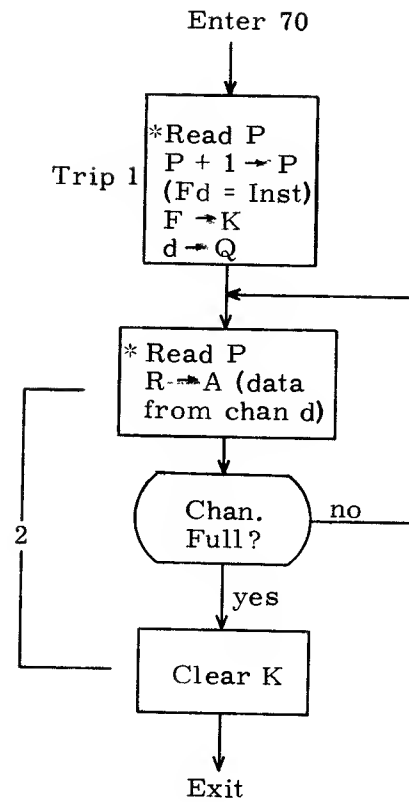 Enter 70
Trip 1
*Read P
P + 1 → P
(Fd = Inst)
F → K
d → Q
* Read P
R → A (data
from chan d)
2
Chan.
Full?
no
yes
Clear K
Exit